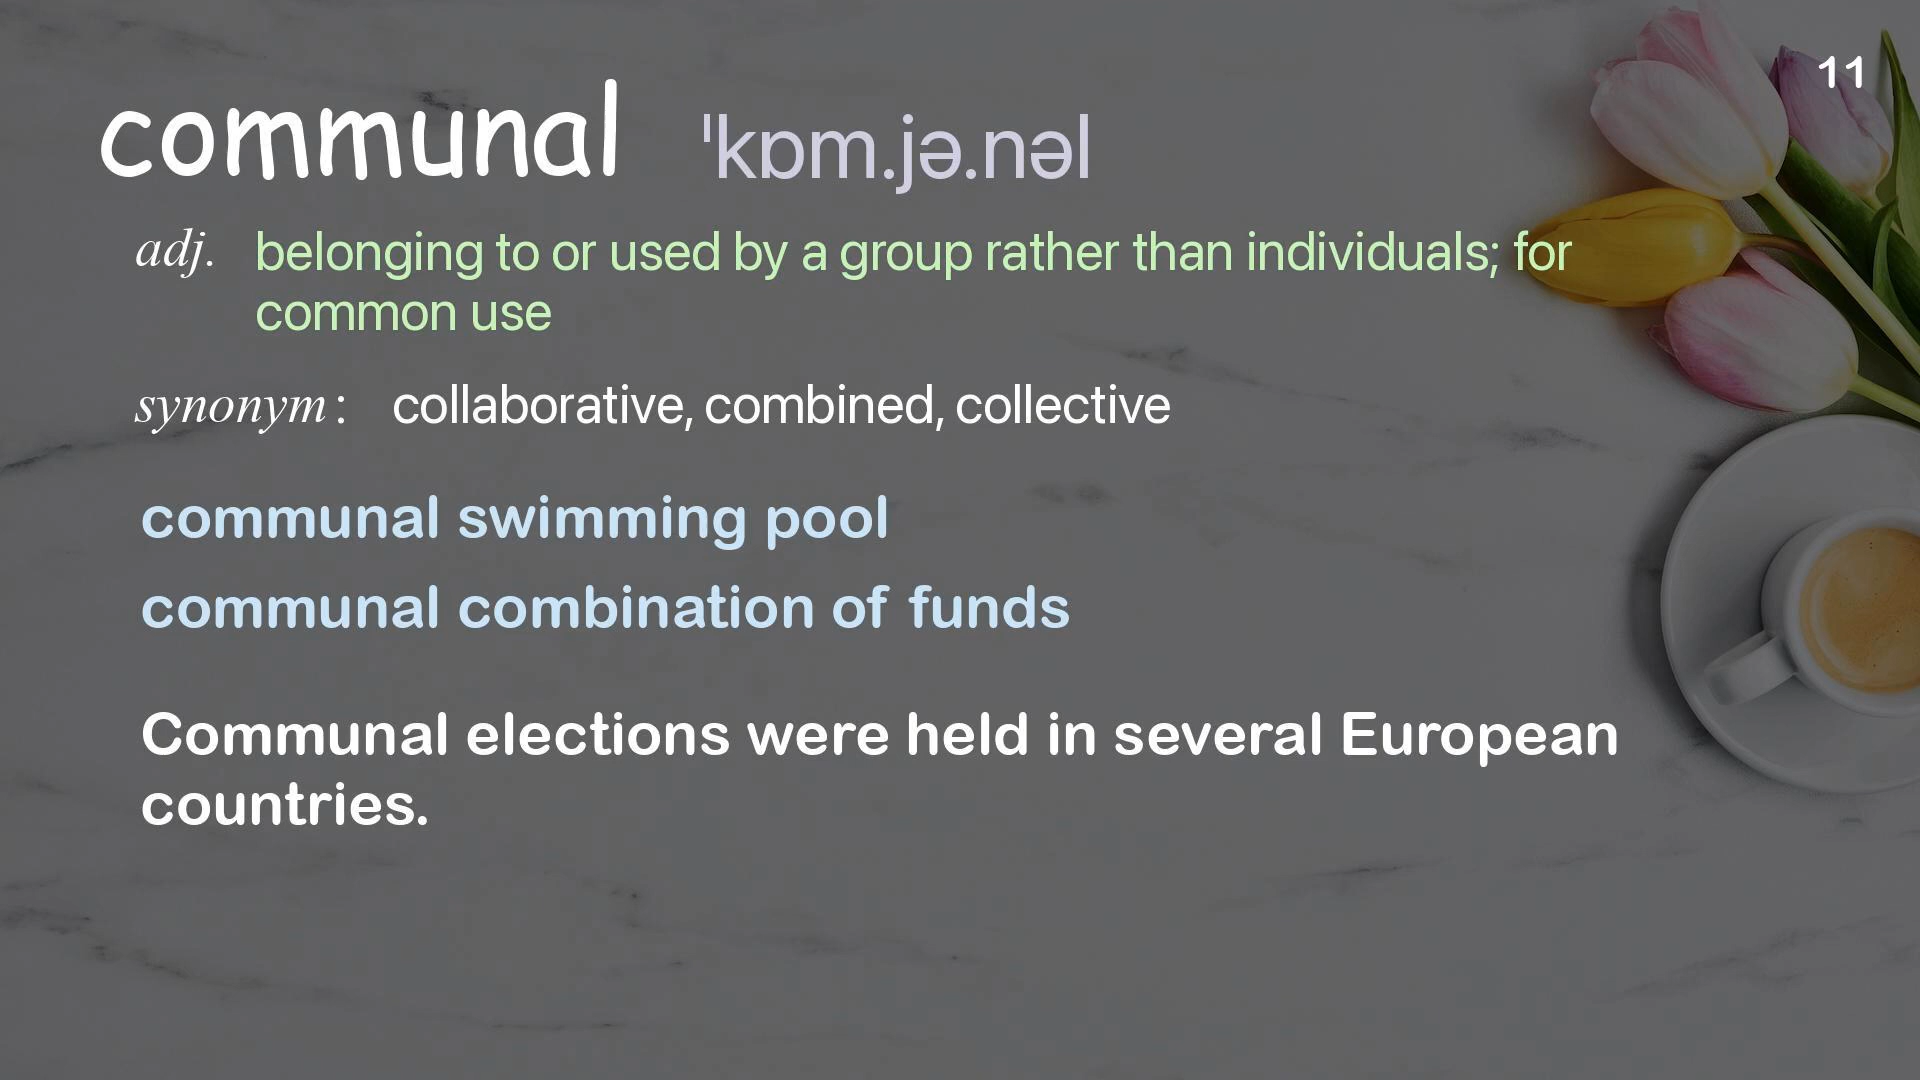 11
communal ˈkɒm.jə.nəl
adj. belonging to or used by a group rather than individuals; for
common use
synonym : collaborative, combined, collective
communal swimming pool
communal combination of funds
Communal elections were held in several European
countries.